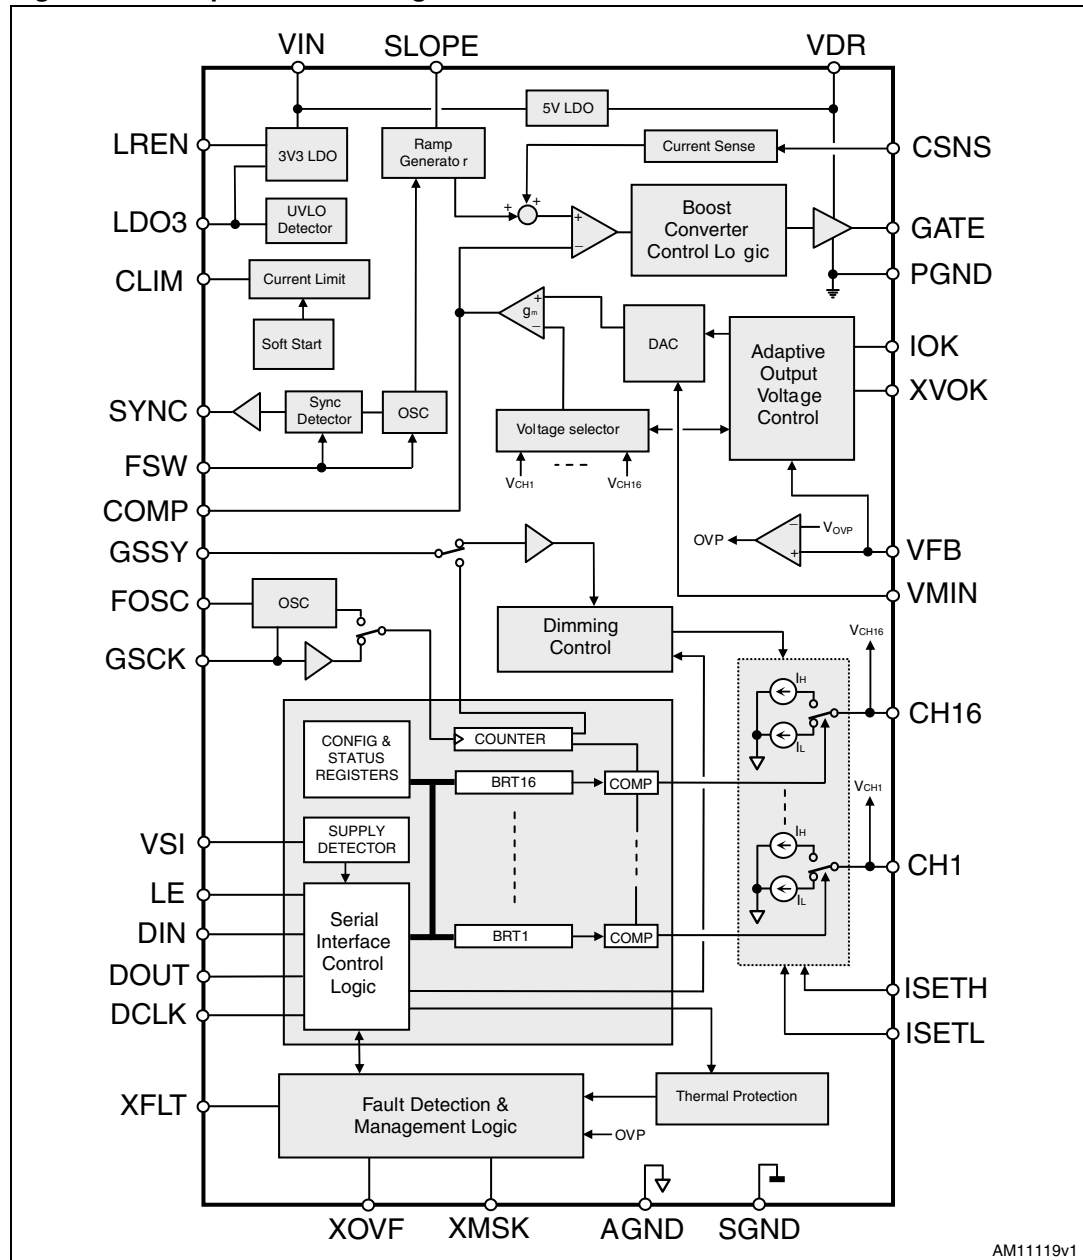 VIN SLOPE VDR
5V LDO
LREN
3V3 LDO
Ramp
Generato r
Current Sense
CSNS
LDO3
UVLO
Detector
+ +
+
−
Boost
Converter
Control Lo gic
GATE
PGND
CLIM
Current Limit
Soft Start
gm
+
−
DAC
Adaptive
Output
Voltage
Control
IOK
XVOK
SYNC
Sync
Detector
OSC
Voltage selector
VCH1
VCH16
FSW
COMP
OVP
−
+
VOVP
VFB
GSSY
VMIN
FOSC
OSC
GSCK
Dimming
Control
VCH16
IH
IL
CH16
CONFIG &
STATUS
REGISTERS
COUNTER
BRT16
COMP
VCH1
IH
IL
CH1
VSI
SUPPLY
DETECTOR
LE
DIN
DOUT
DCLK
Serial
Interface
Control
Logic
BRT1
COMP
ISETH
ISETL
XFLT
Fault Detection &
Management Logic
Thermal Protection
OVP
XOVF XMSK AGND SGND
AM11119v1